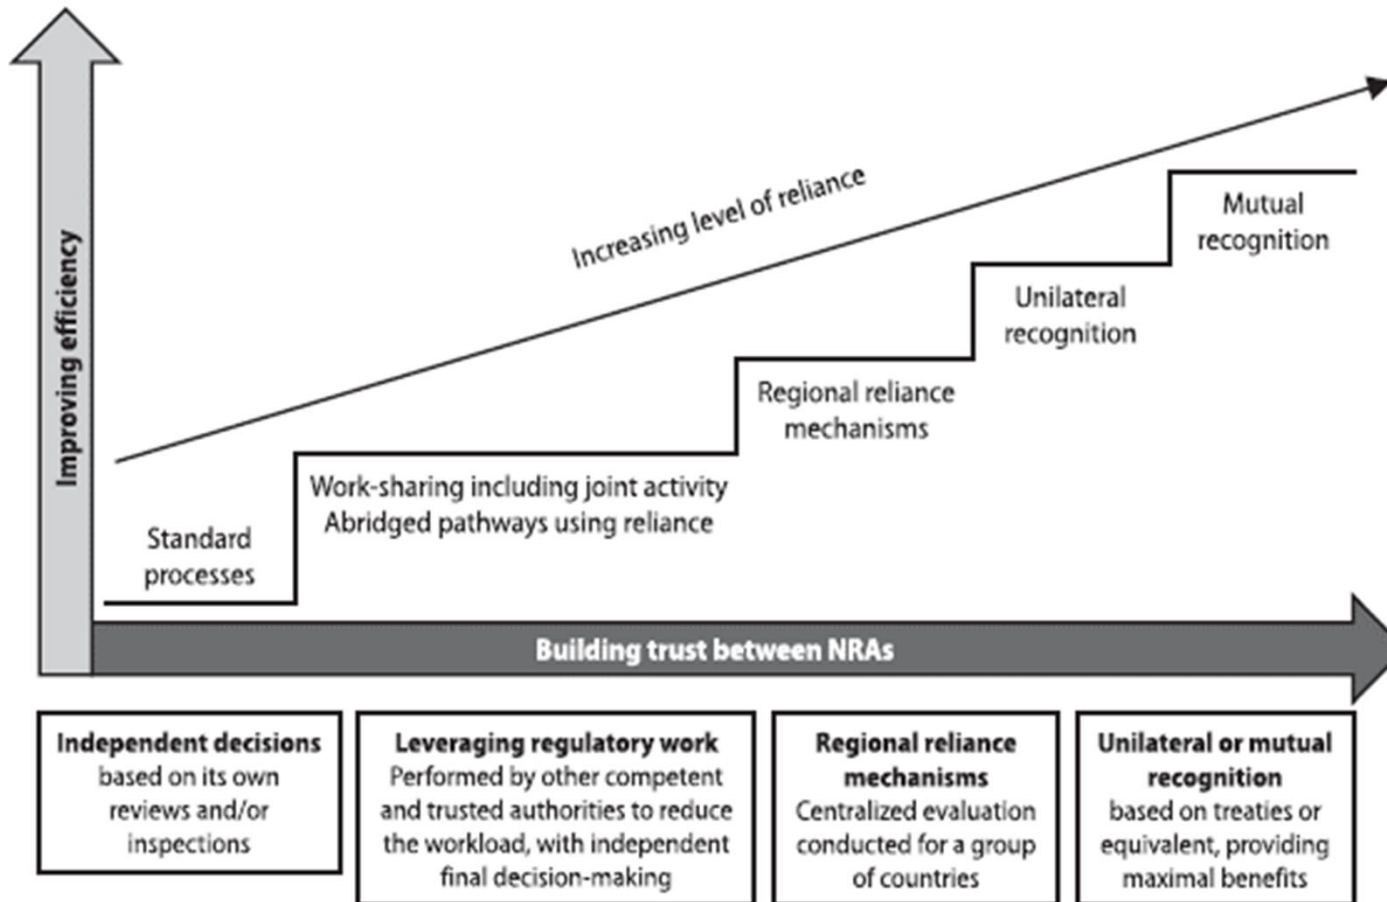 Improving efficiency
Increasing level of reliance
Mutual
recognition
Unilateral
recognition
Regional reliance
mechanisms
Work-sharing including joint activity
Abridged pathways using reliance
Standard
processes
Building trust between NRAs
Independent decisions
based on its own
reviews and/or
inspections
Leveraging regulatory work
Performed by other competent
and trusted authorities to reduce
the workload, with independent
final decision-making
Regional reliance
mechanisms
Centralized evaluation
conducted for a group
of countries
Unilateral or mutual
recognition
based on treaties or
equivalent, providing
maximal benefits